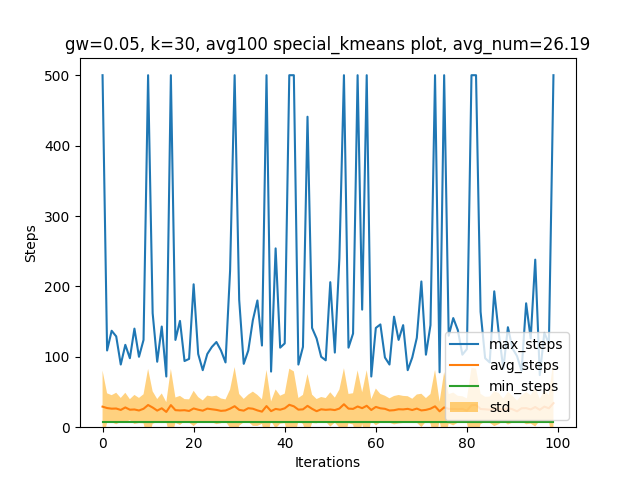 gw=0.05, k=30, avg100 special_kmeans plot, avg_num=26.19
500
400
300
200
100
0
Steps
0
20
40
60
80
100
Iterations
max_steps
avg_steps
min_steps
std